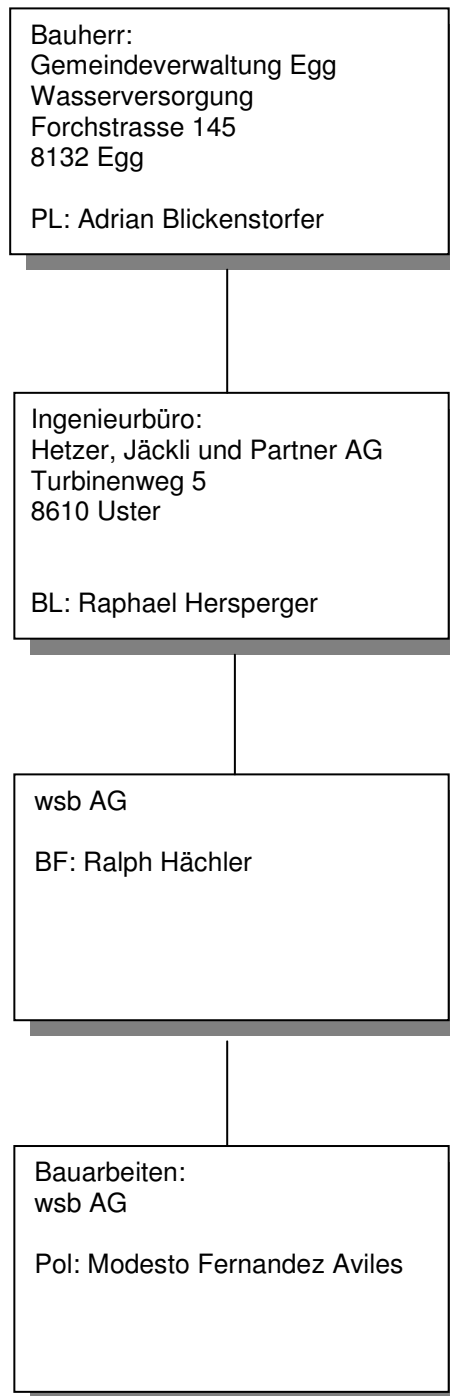 Bauherr:
Gemeindeverwaltung Egg
Wasserversorgung
Forchstrasse 145
8132 Egg
PL: Adrian Blickenstorfer
Ingenieurbüro:
Hetzer, Jäckli und Partner AG
Turbinenweg 5
8610 Uster
BL: Raphael Hersperger
wsb AG
BF: Ralph Hächler
Bauarbeiten:
wsb AG
Pol: Modesto Fernandez Aviles